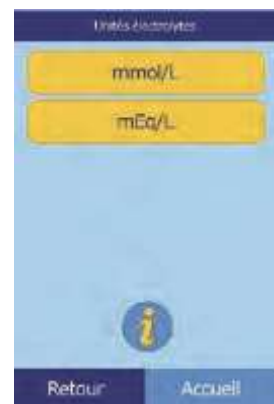 Unités électrolytes
mmol/L
mEq/L
i
Retour
Accueil